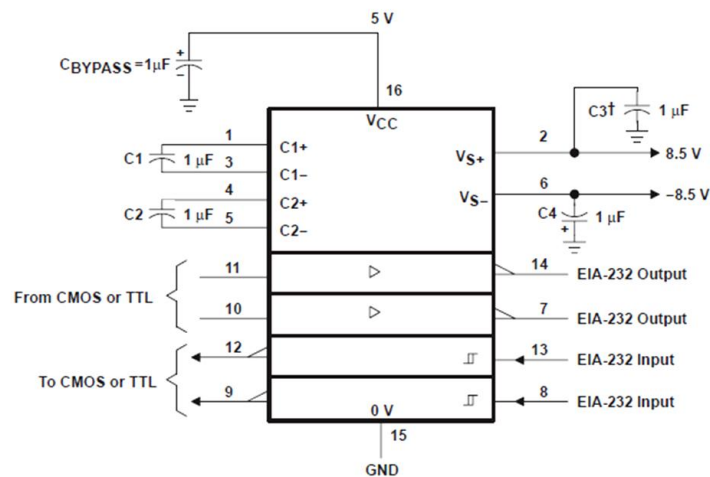 5 V
CBYPASS = 1µF
+
−
16
VCC
C3† 1 µF
1
C1+
2
VS+
8.5 V
C1 1 µF
3
C1−
4
C2+
6
VS−
−8.5 V
C2 1 µF
5
C2−
C4 1 µF
+
From CMOS or TTL
11
14
EIA-232 Output
10
7
EIA-232 Output
To CMOS or TTL
12
13
EIA-232 Input
9
8
EIA-232 Input
0 V
15
GND